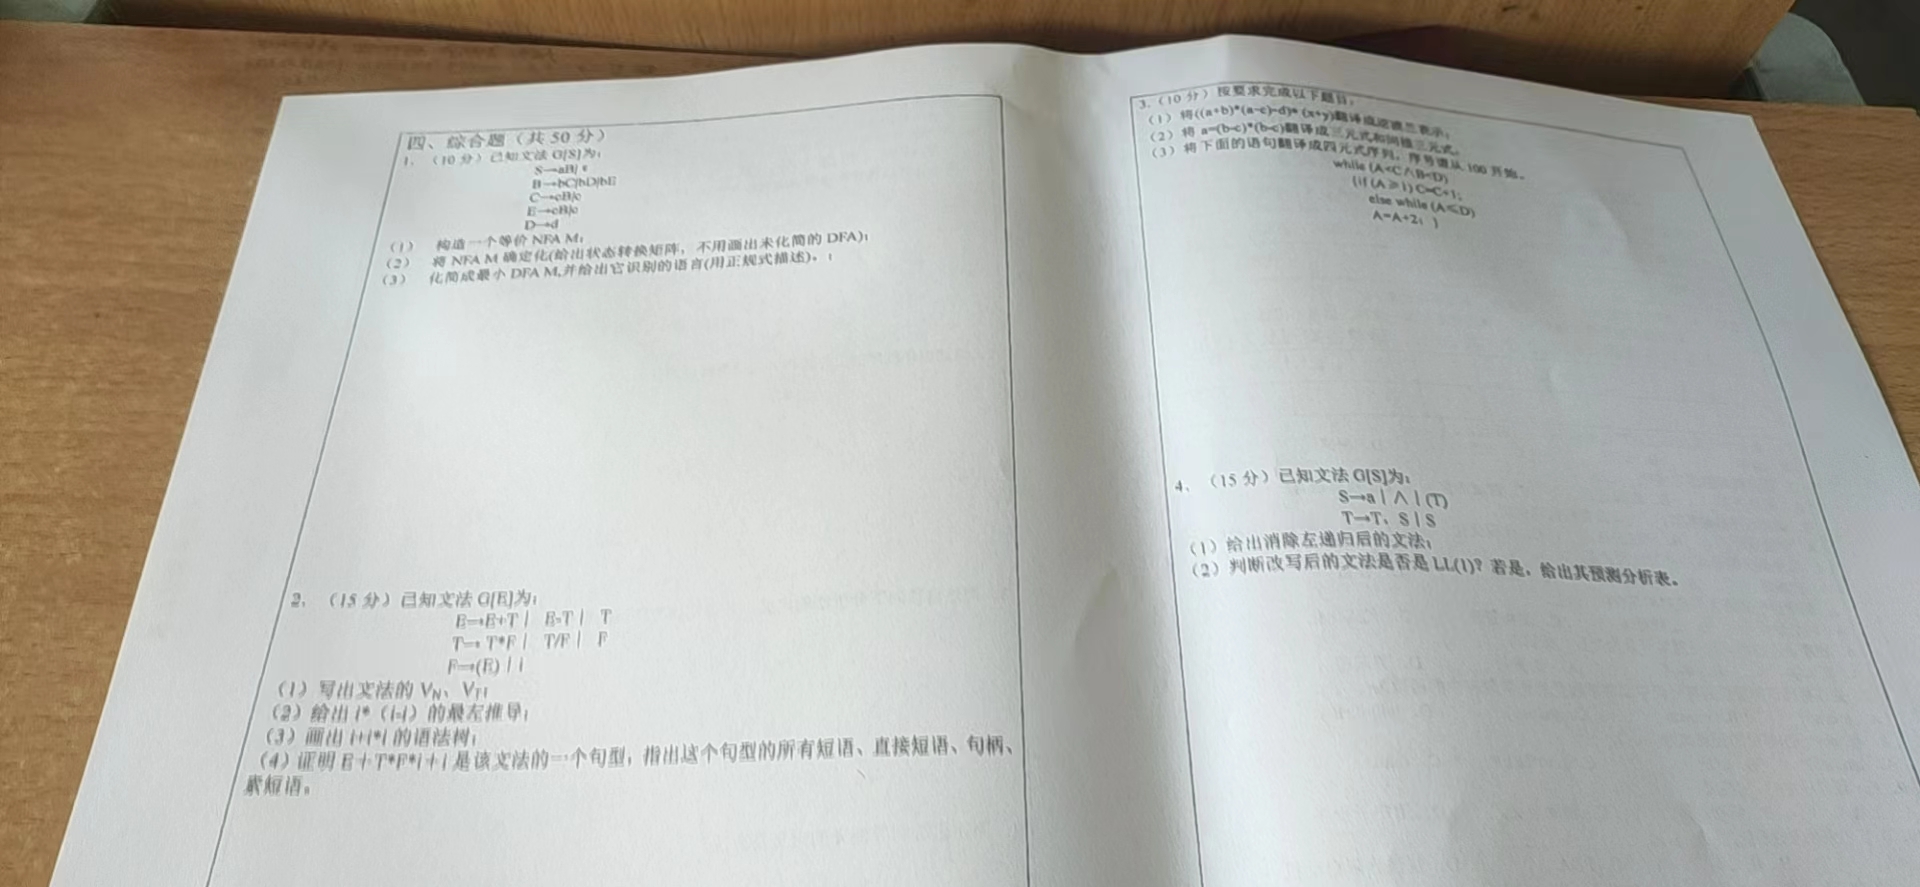 四、综合题（共 50 分）
1. （10 分）已知文法 G[S]为：
S→aB| ε
B→bC|bD|bE
C→cB|c
E→cB|c
D→d
（1） 构造一个等价 NFA M；
（2） 将 NFA M 确定化(给出状态转换矩阵，不用画出未化简的 DFA)；
（3） 化简成最小 DFA M,并给出它识别的语言(用正规式描述)。
2. （15 分）已知文法 G[E]为：
E→E+T | E-T | T
T→ T*F | T/F | F
F→(E) | i
（1）写出文法的 VN、VT；
（2）给出 i*（i-i）的最左推导；
（3）画出 i+i*i 的语法树；
（4）证明 E＋T*F*i＋i 是该文法的一个句型，指出这个句型的所有短语、直接短语、句柄、
素短语。
3.（10 分）按要求完成以下题目：
（1）将((a+b)*(a-c)-d)*(x+y)翻译成逆波兰表示；
（2）将 a=(b-c)*(b-c)翻译成三元式和间接三元式。
（3）将下面的语句翻译成四元式序列，序号请从 100 开始。
while (A<C∧B<D)
{if (A≥1) C=C+1;
else while (A≤D)
A=A+2; }
4. （15 分）已知文法 G[S]为：
S→a | ∧ | (T)
T→T、S | S
（1）给出消除左递归后的文法；
（2）判断改写后的文法是否是 LL(1)？若是，给出其预测分析表。